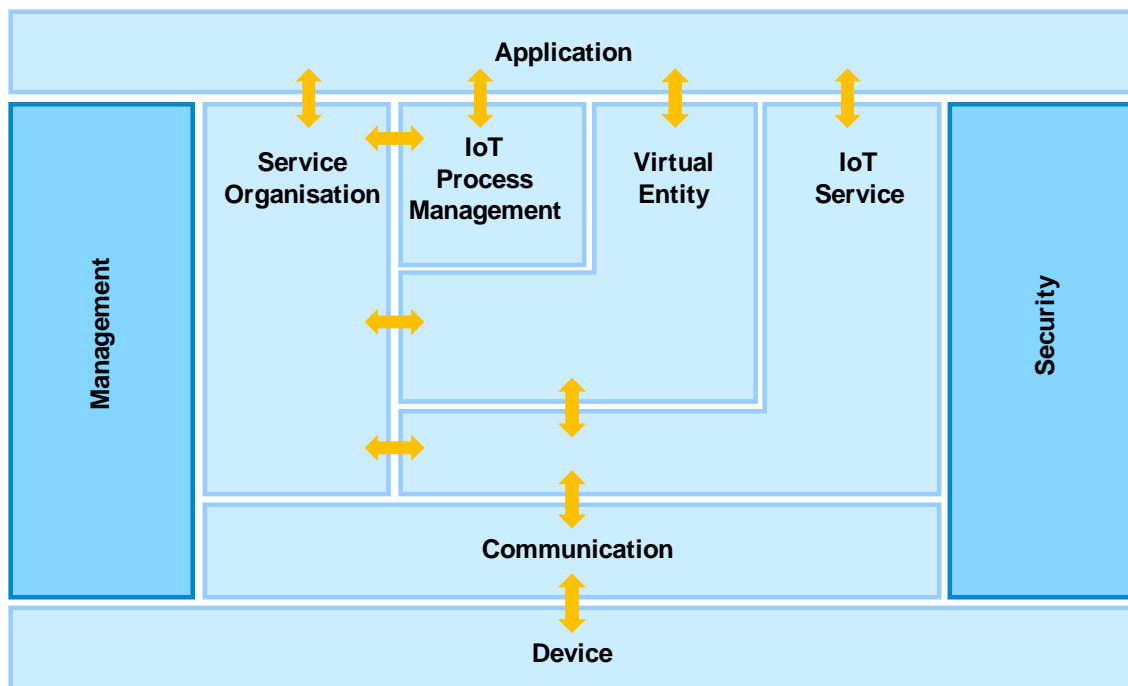 Application
Service
Organisation
IoT
Process
Management
Virtual
Entity
IoT
Service
Management
Security
Communication
Device